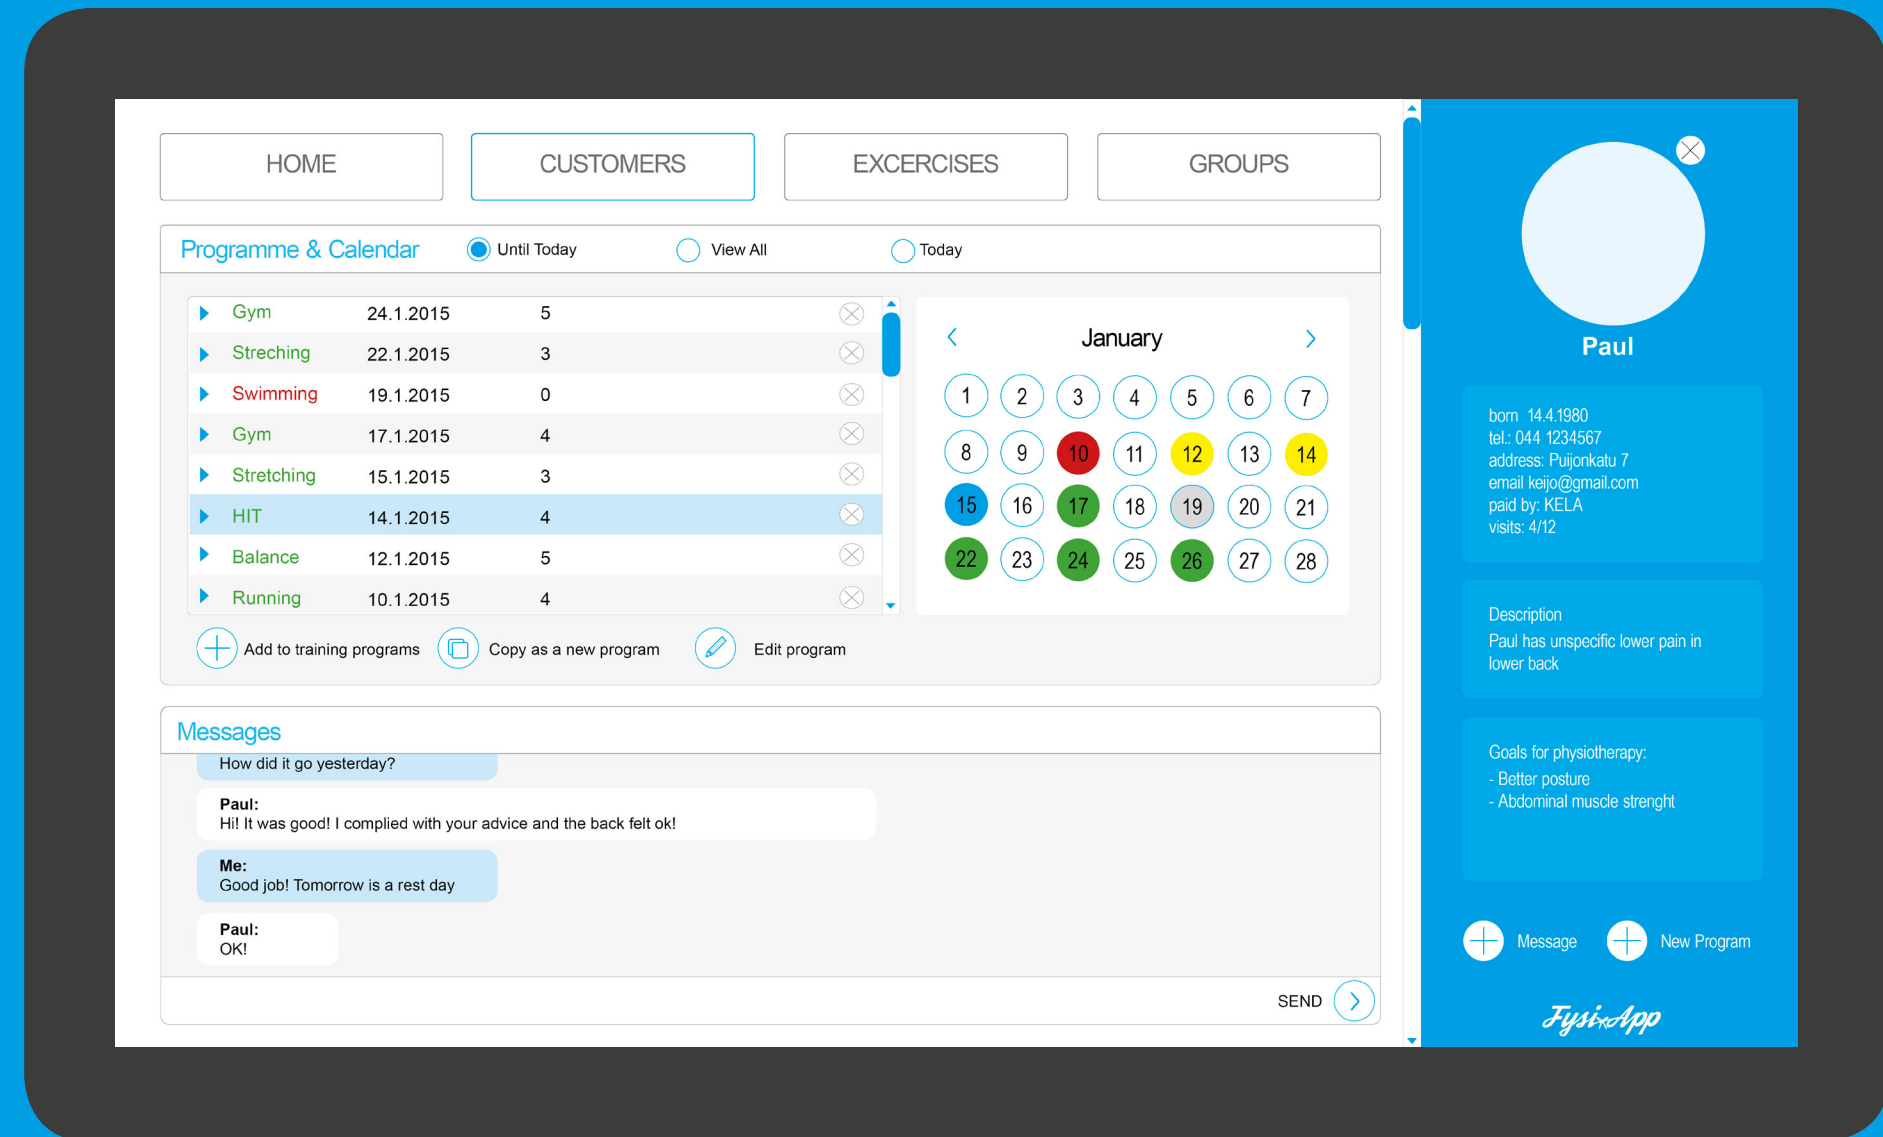 HOME CUSTOMERS EXCERCISES GROUPS
Programme & Calendar Until Today View All Today
Gym 24.1.2015 5
Streching 22.1.2015 3
Swimming 19.1.2015 0
Gym 17.1.2015 4
Stretching 15.1.2015 3
HIT 14.1.2015 4
Balance 12.1.2015 5
Running 10.1.2015 4
Add to training programs Copy as a new program Edit program
January
1 2 3 4 5 6 7
8 9 10 11 12 13 14
15 16 17 18 19 20 21
22 23 24 25 26 27 28
Messages
How did it go yesterday?
Paul:
Hi! It was good! I complied with your advice and the back felt ok!
Me:
Good job! Tomorrow is a rest day
Paul:
OK!
SEND
Paul
born 14.4.1980
tel.: 044 1234567
address: Puijonkatu 7
email keijo@gmail.com
paid by: KELA
visits: 4/12
Description
Paul has unspecific lower pain in
lower back
Goals for physiotherapy:
- Better posture
- Abdominal muscle strenght
Message New Program
FysiApp